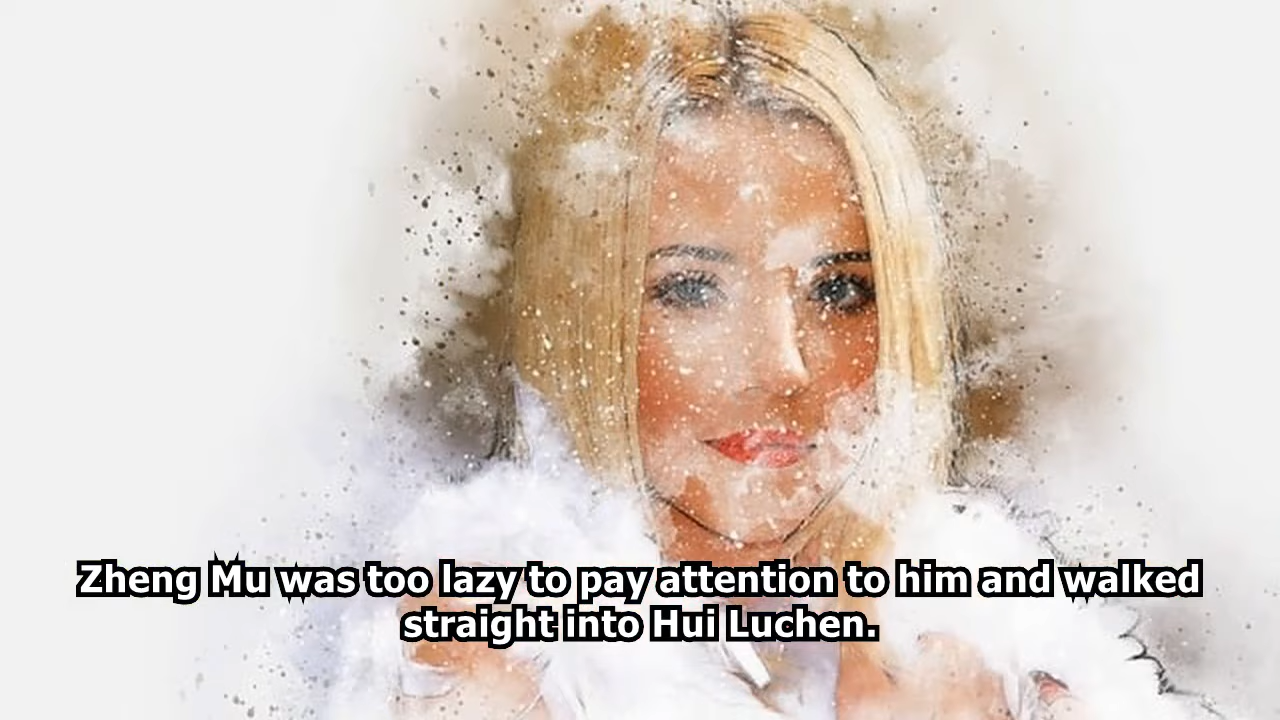 Zheng Mu was too lazy to pay attention to him and walked
straight into Hui Luchen.